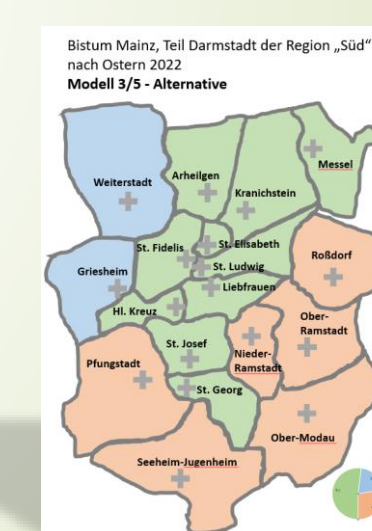 Bistum Mainz, Teil Darmstadt der Region „Süd“
nach Ostern 2022
Modell 3/5 - Alternative
Messel
Arheilgen
Weiterstadt
Kranichstein
St. Fidelis
St. Elisabeth
Roßdorf
St. Ludwig
Griesheim
Liebfrauen
Hl. Kreuz
Ober-
Ramstadt
St. Josef
Nieder-
Ramstadt
Pfungstadt
St. Georg
Ober-Modau
Seeheim-Jugenheim